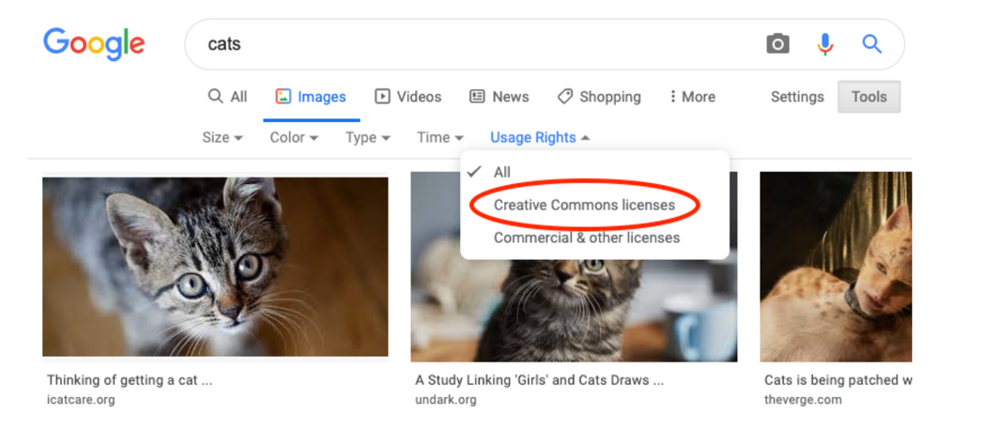 Google
cats
All Images Videos News Shopping More Settings Tools
Size Color Type Time Usage Rights
All
Creative Commons licenses
Commercial & other licenses
Thinking of getting a cat ...
icatcare.org
A Study Linking 'Girls' and Cats Draws ...
undark.org
Cats is being patched w
theverge.com